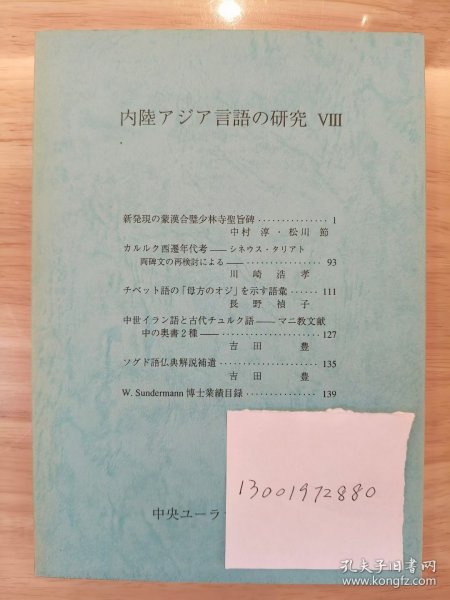 内陸アジア言語の研究 VIII
新発現の蒙漢合璧少林寺聖旨碑 ‥‥‥‥‥ 1
中村 淳・松川 節
カルルク西遷年代考 —— シネウス・タリアト
両碑文の再検討による —— ‥‥‥‥‥ 93
川﨑浩孝
チベット語の「母方のオジ」を示す語彙 ‥‥ 111
長野禎子
中世イラン語と古代チュルク語 —— マニ教文献
中の奥書2種 —— ‥‥‥‥‥ 127
吉田 豊
ソグド語仏典解説補遺 ‥‥‥‥‥ 135
吉田 豊
W. Sundermann 博士業績目録 ‥‥‥‥‥ 139
13001972880
中央ユーラ
孔夫子旧书网
www.kongfz.com